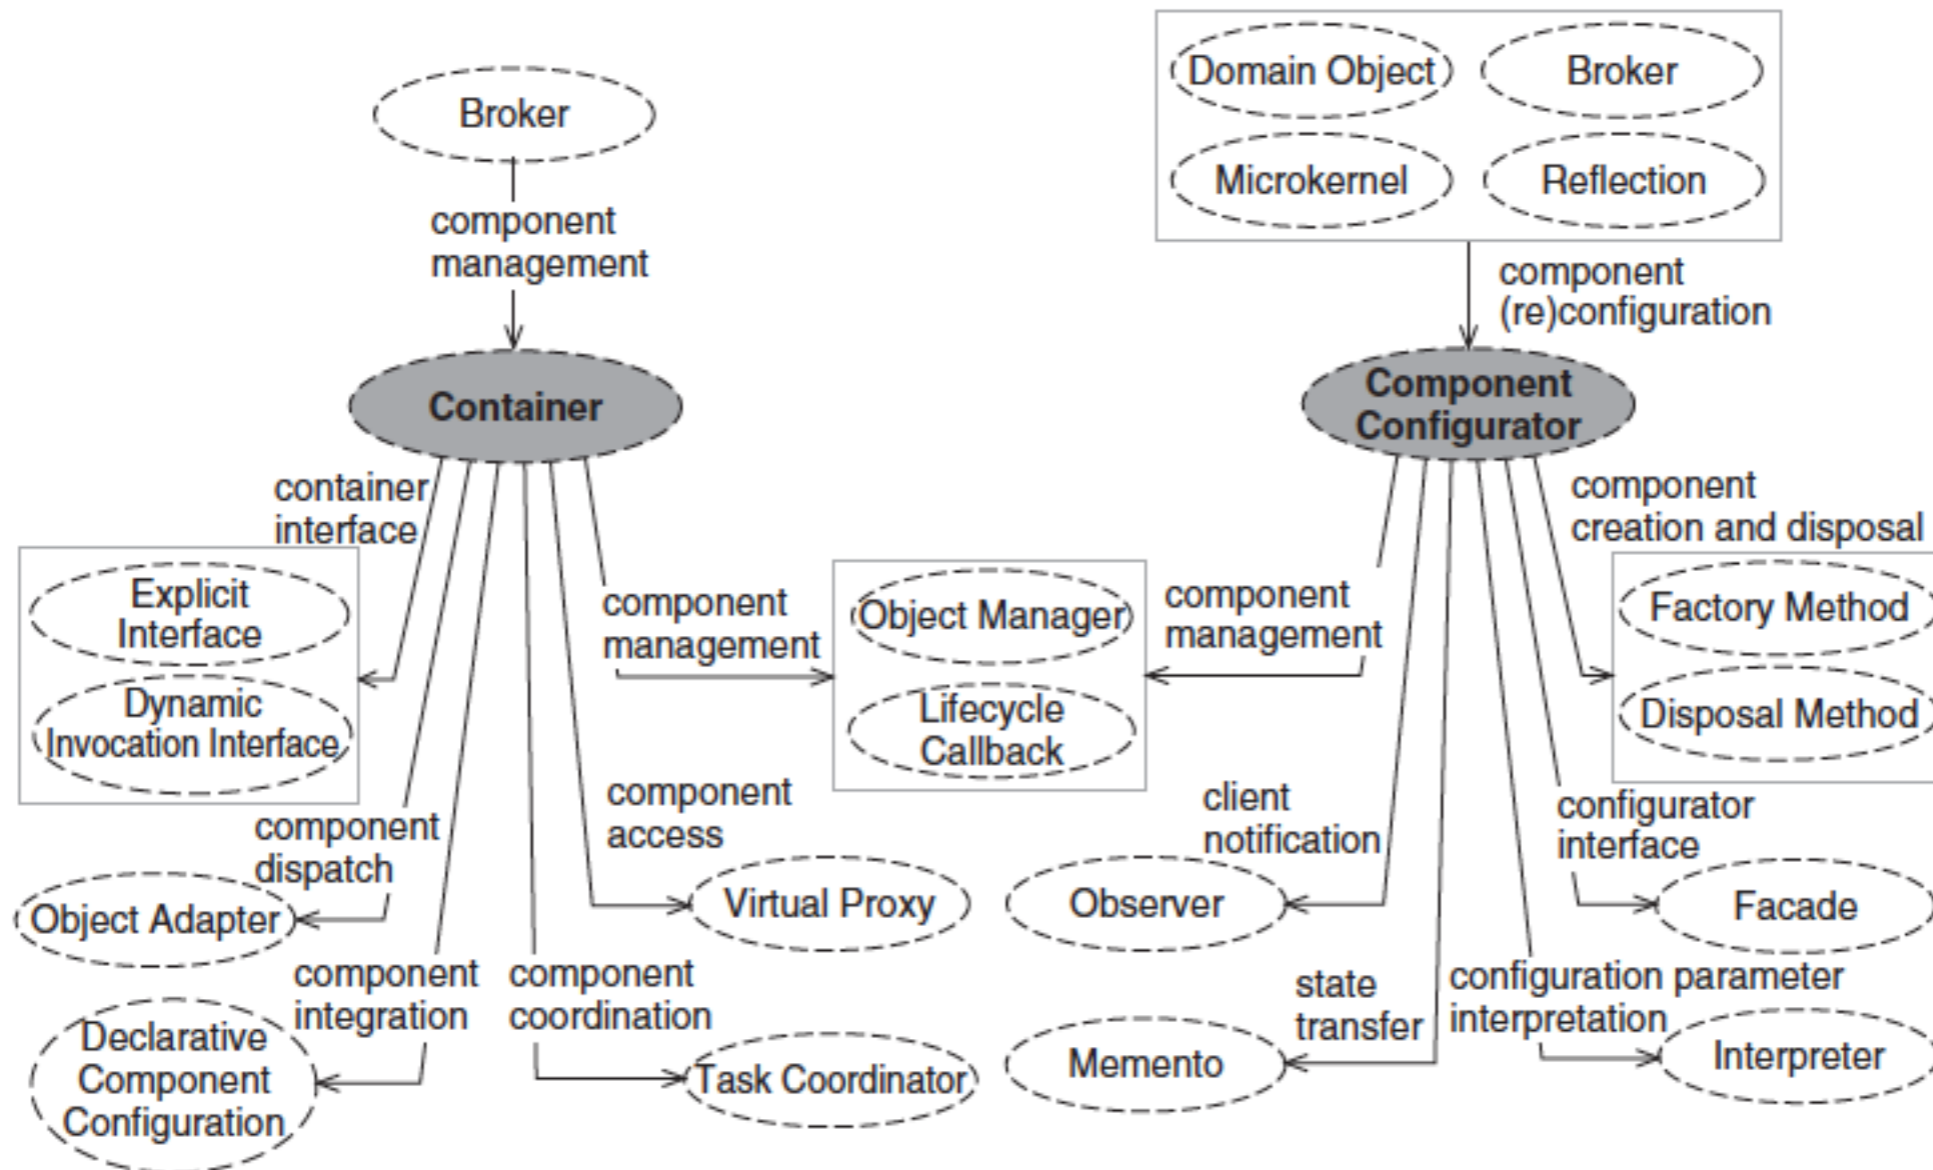 Domain Object
Broker
Broker
Microkernel
Reflection
component
management
component
(re)configuration
Container
Component
Configurator
container
interface
component
creation and disposal
Explicit
Interface
Dynamic
Invocation Interface
component
management
Object Manager
Lifecycle
Callback
component
management
Factory Method
Disposal Method
component
dispatch
component
access
client
notification
configurator
interface
Object Adapter
Virtual Proxy
Observer
Facade
component
integration
component
coordination
state
transfer
configuration parameter
interpretation
Declarative
Component
Configuration
Task Coordinator
Memento
Interpreter